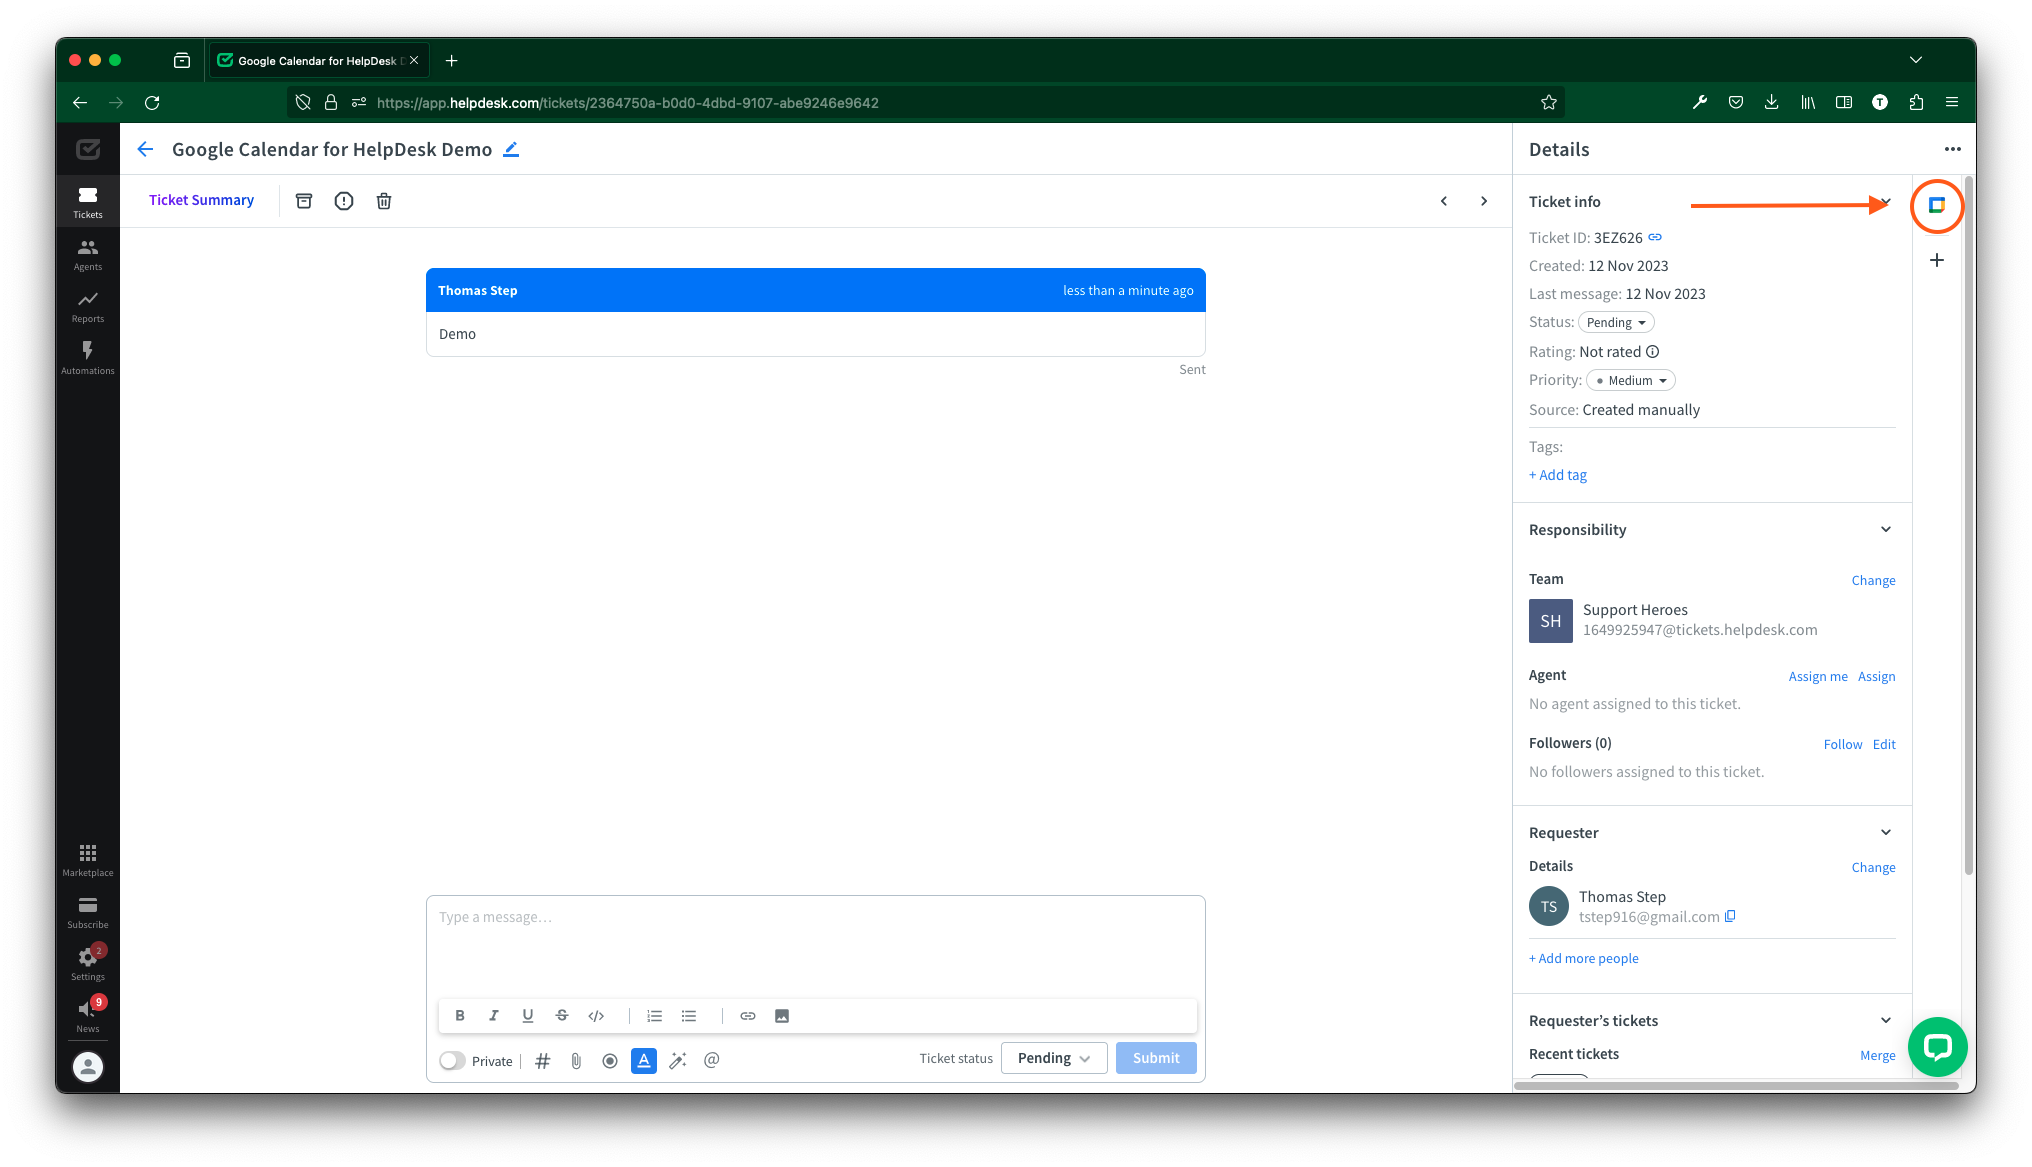 Google Calendar for HelpDesk D
https://app.helpdesk.com/tickets/2364750a-b0d0-4dbd-9107-abe9246e9642
T
Tickets
Agents
Reports
Automations
Marketplace
Subscribe
2
Settings
9
News
Google Calendar for HelpDesk Demo
Ticket Summary
Thomas Step
less than a minute ago
Demo
Sent
Type a message...
B I U S </>
Private
# A @
Ticket status
Pending
Submit
Details
Ticket info
Ticket ID: 3EZ626
Created: 12 Nov 2023
Last message: 12 Nov 2023
Status: Pending
Rating: Not rated
Priority: Medium
Source: Created manually
Tags:
+ Add tag
Responsibility
Team Change
SH
Support Heroes
1649925947@tickets.helpdesk.com
Agent Assign me Assign
No agent assigned to this ticket.
Followers (0) Follow Edit
No followers assigned to this ticket.
Requester
Details Change
TS
Thomas Step
tstep916@gmail.com
+ Add more people
Requester's tickets
Recent tickets Merge